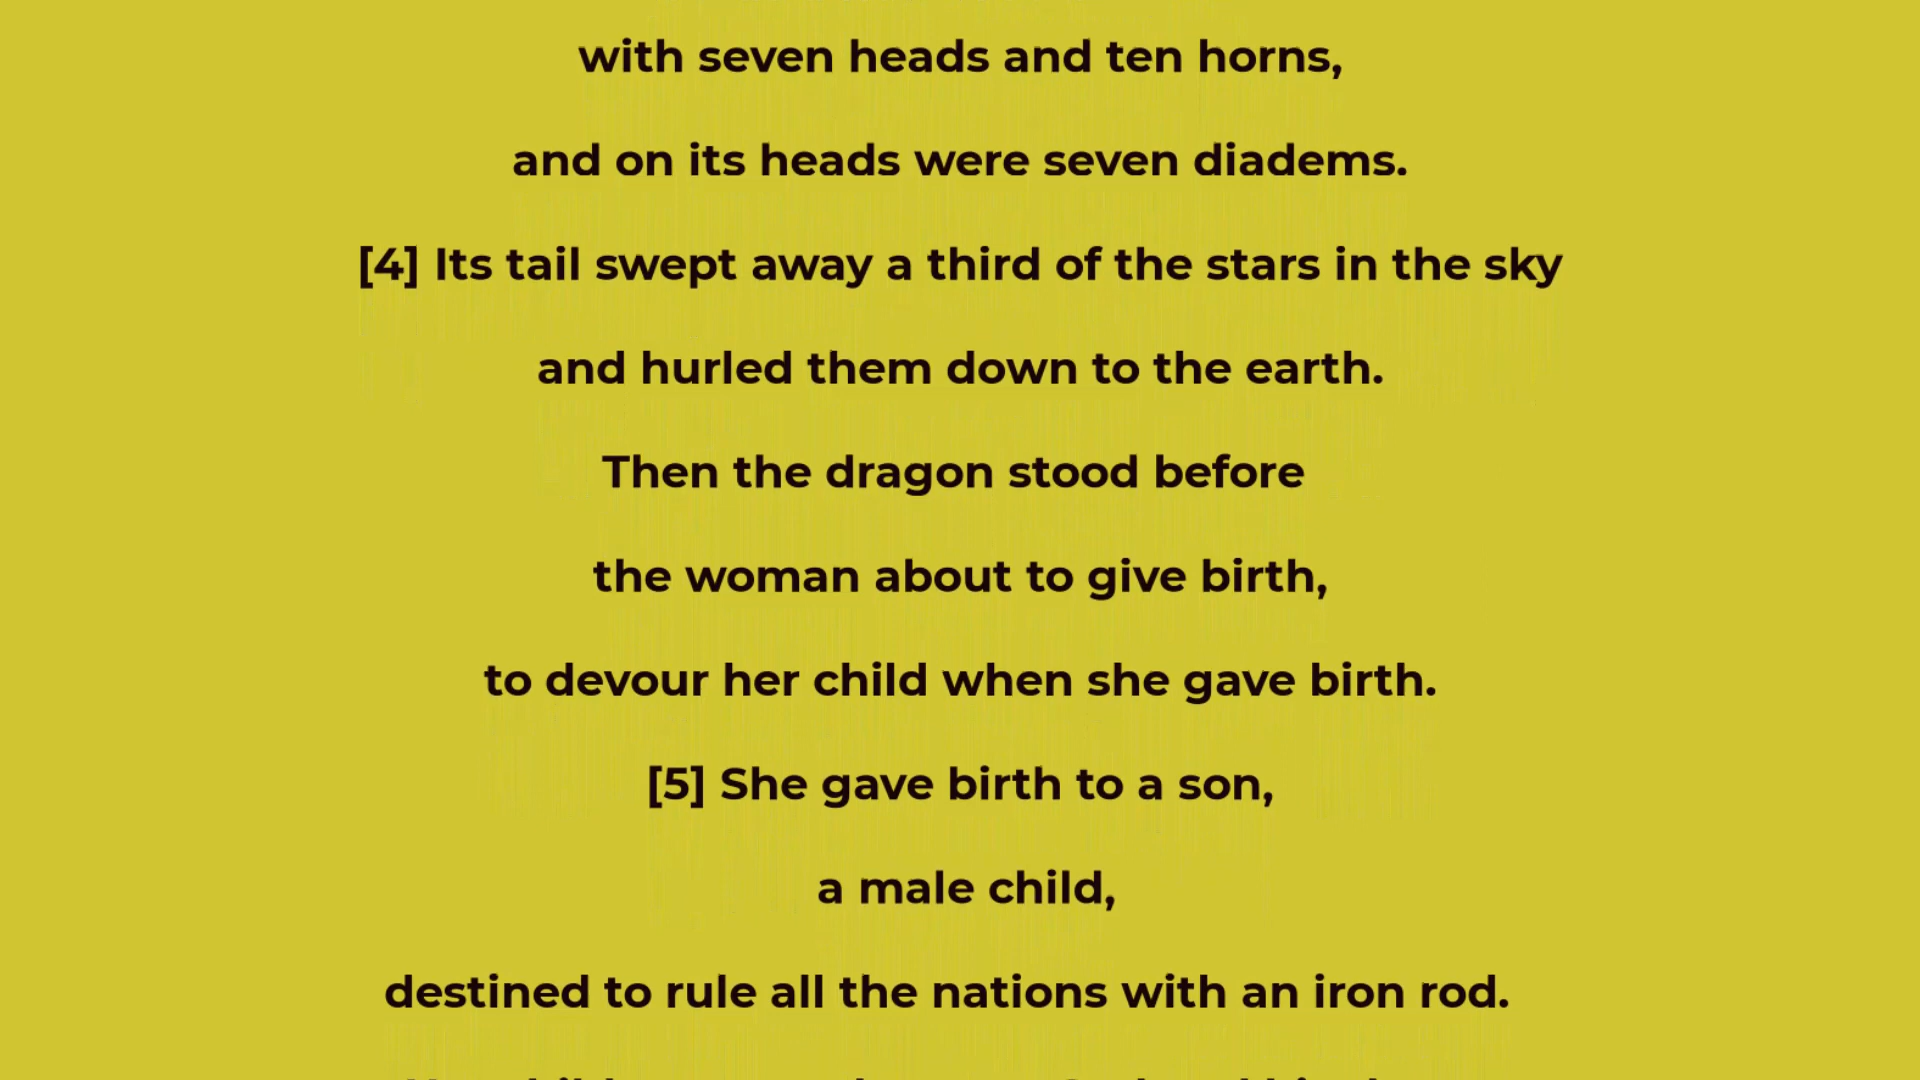 with seven heads and ten horns,
and on its heads were seven diadems.
[4] Its tail swept away a third of the stars in the sky
and hurled them down to the earth.
Then the dragon stood before
the woman about to give birth,
to devour her child when she gave birth.
[5] She gave birth to a son,
a male child,
destined to rule all the nations with an iron rod.